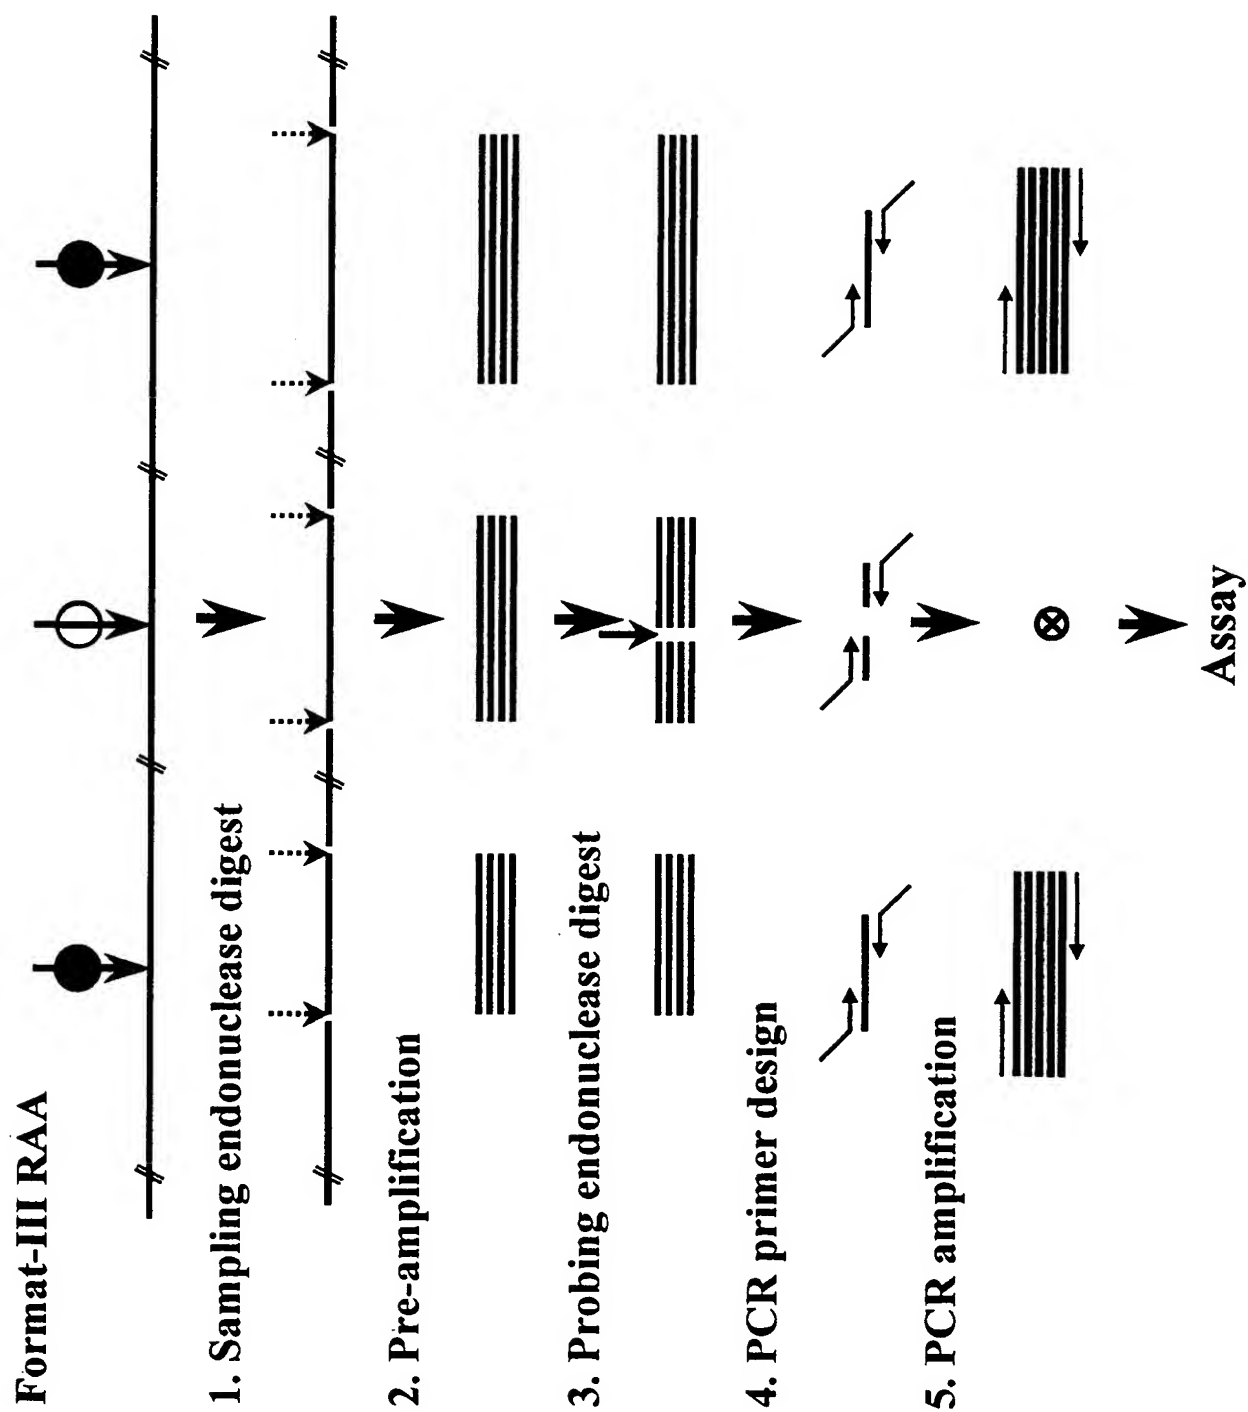 Format-III RAA
1. Sampling endonuclease digest
2. Pre-amplification
3. Probing endonuclease digest
4. PCR primer design
5. PCR amplification
Assay